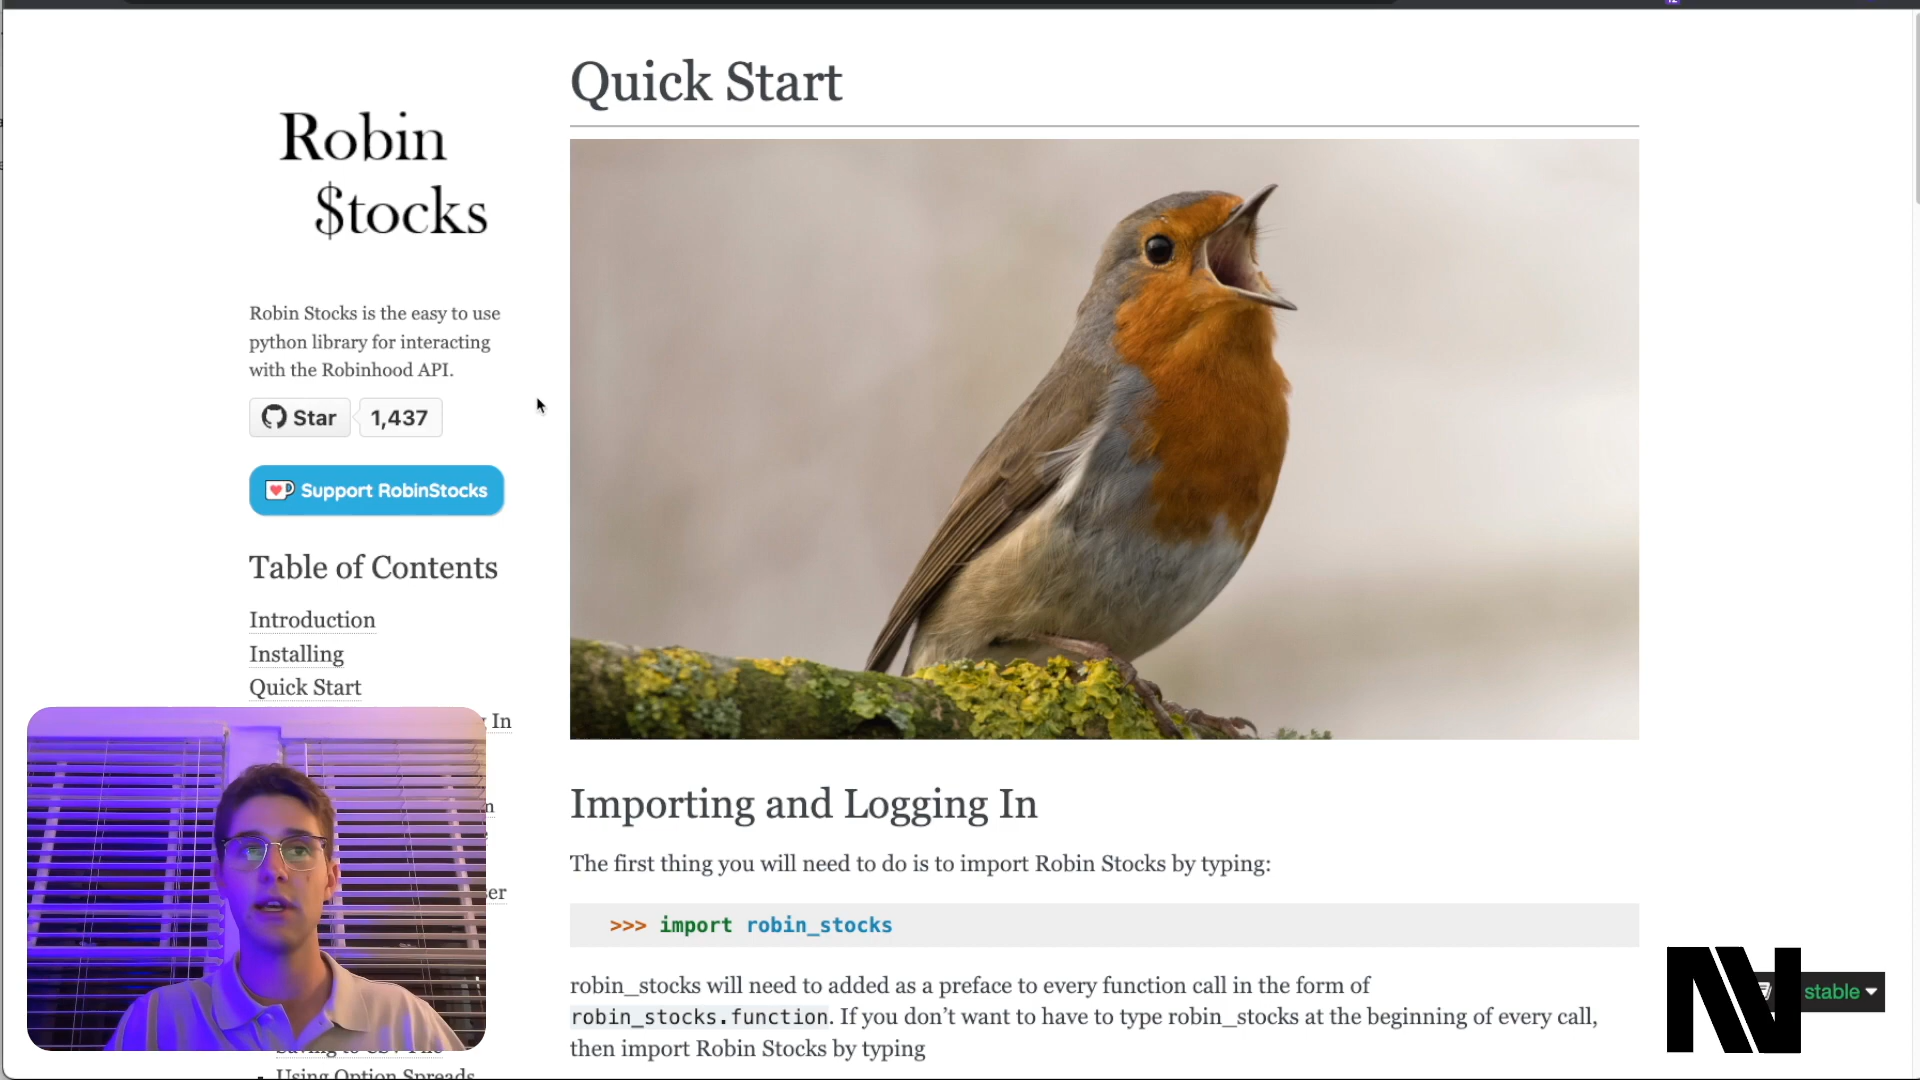 Robin
$tocks
Robin Stocks is the easy to use
python library for interacting
with the Robinhood API.
Star 1,437
Support RobinStocks
Table of Contents
Introduction
Installing
Quick Start
In
Using Option Spreads
Quick Start
Importing and Logging In
The first thing you will need to do is to import Robin Stocks by typing:
>>> import robin_stocks
robin_stocks will need to added as a preface to every function call in the form of
robin_stocks.function. If you don’t want to have to type robin_stocks at the beginning of every call,
then import Robin Stocks by typing
stable